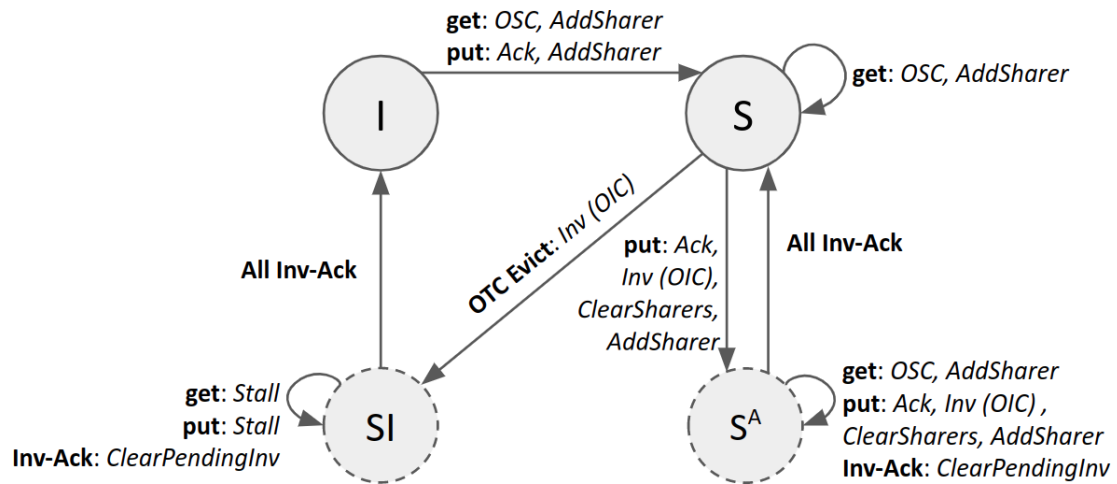 get: OSC, AddSharer
put: Ack, AddSharer
I
S
get: OSC, AddSharer
OTC Evict: Inv (OIC)
All Inv-Ack
put: Ack,
Inv (OIC),
ClearSharers,
AddSharer
All Inv-Ack
get: Stall
put: Stall
Inv-Ack: ClearPendingInv
SI
S^A
get: OSC, AddSharer
put: Ack, Inv (OIC) ,
ClearSharers, AddSharer
Inv-Ack: ClearPendingInv